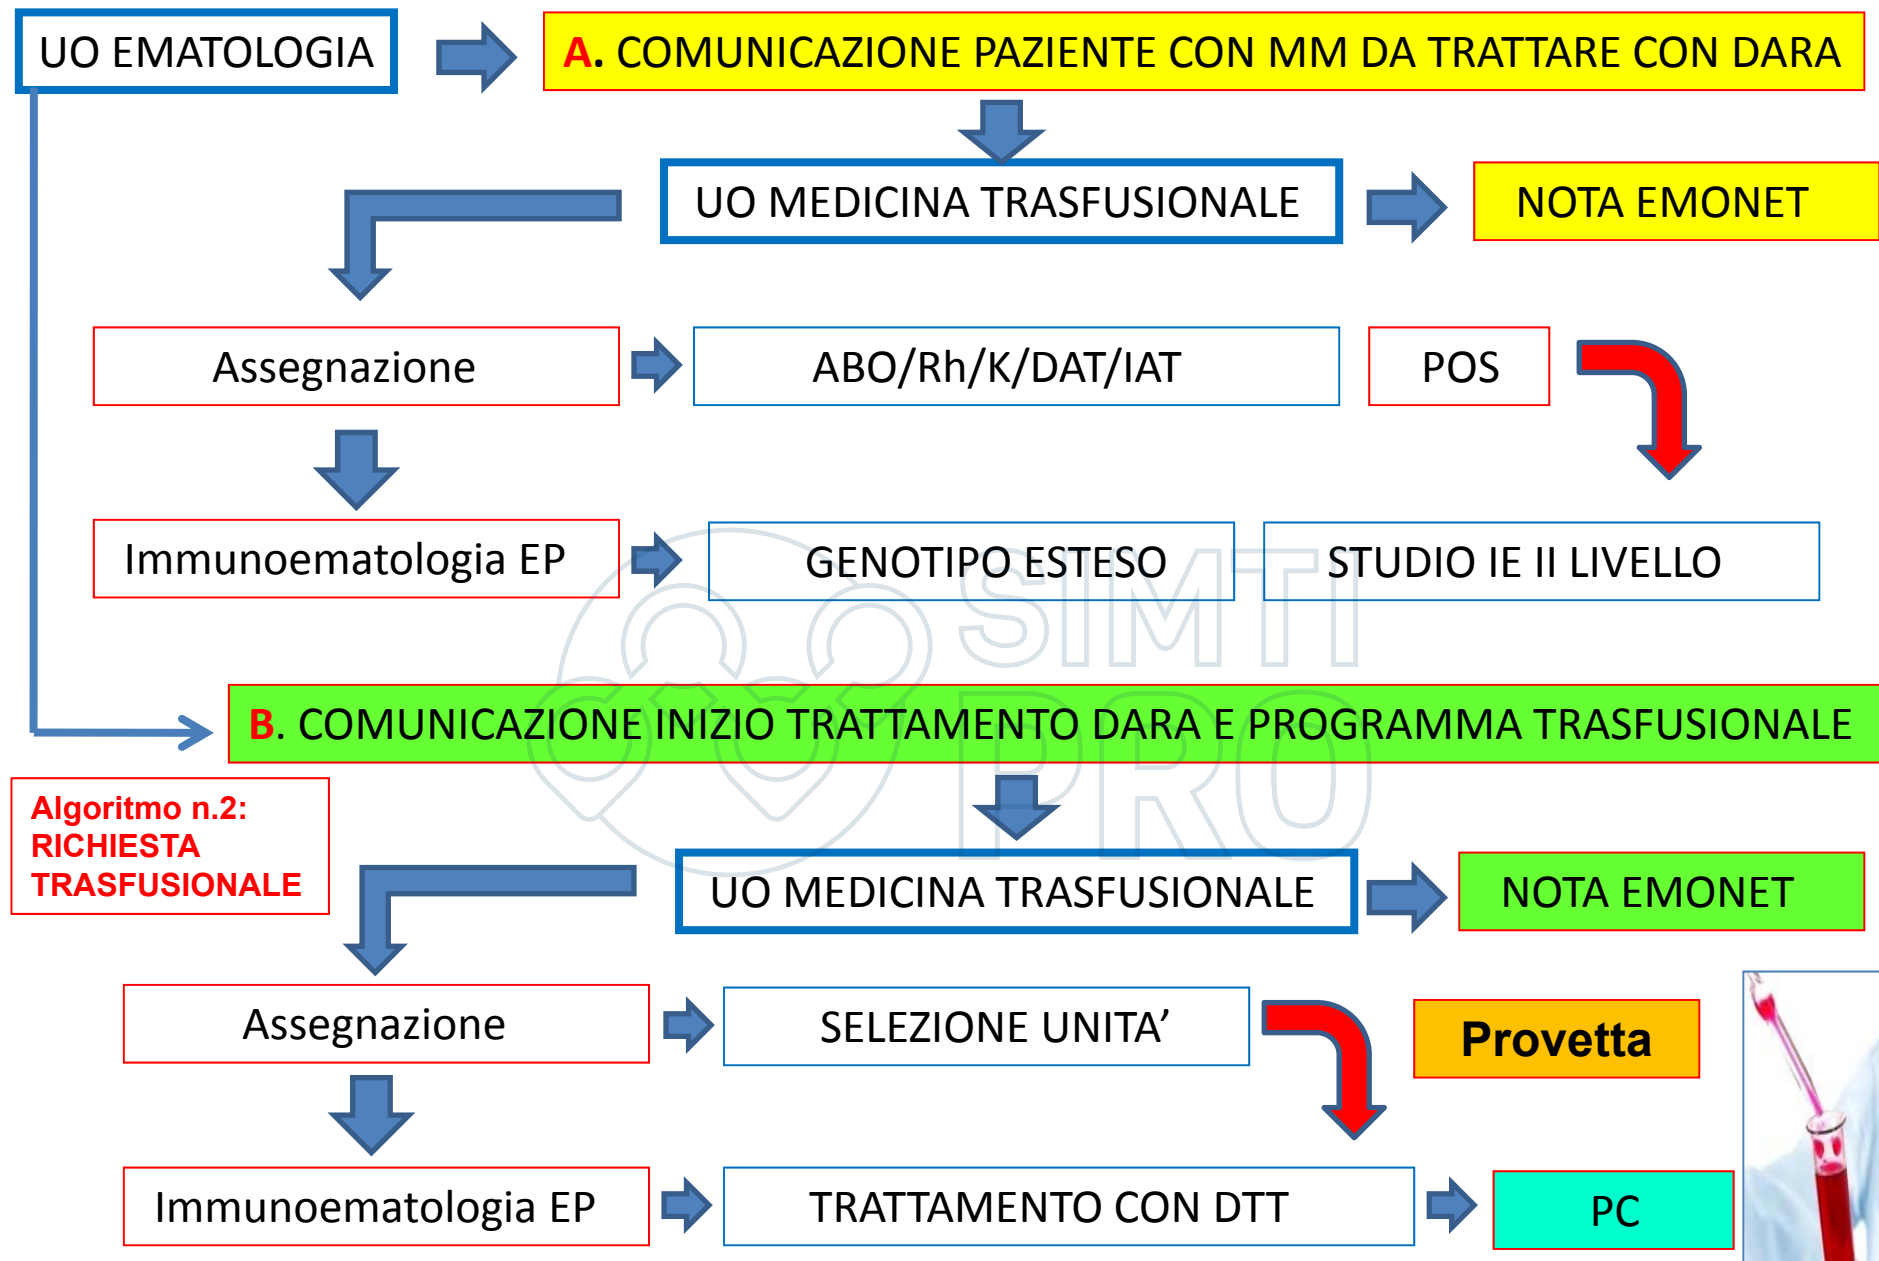 UO EMATOLOGIA
A. COMUNICAZIONE PAZIENTE CON MM DA TRATTARE CON DARA
UO MEDICINA TRASFUSIONALE
NOTA EMONET
Assegnazione
ABO/Rh/K/DAT/IAT
POS
Immunoematologia EP
GENOTIPO ESTESO
STUDIO IE II LIVELLO
SIMTI
PRO
B. COMUNICAZIONE INIZIO TRATTAMENTO DARA E PROGRAMMA TRASFUSIONALE
Algoritmo n.2:
RICHIESTA
TRASFUSIONALE
UO MEDICINA TRASFUSIONALE
NOTA EMONET
Assegnazione
SELEZIONE UNITA’
Provetta
Immunoematologia EP
TRATTAMENTO CON DTT
PC